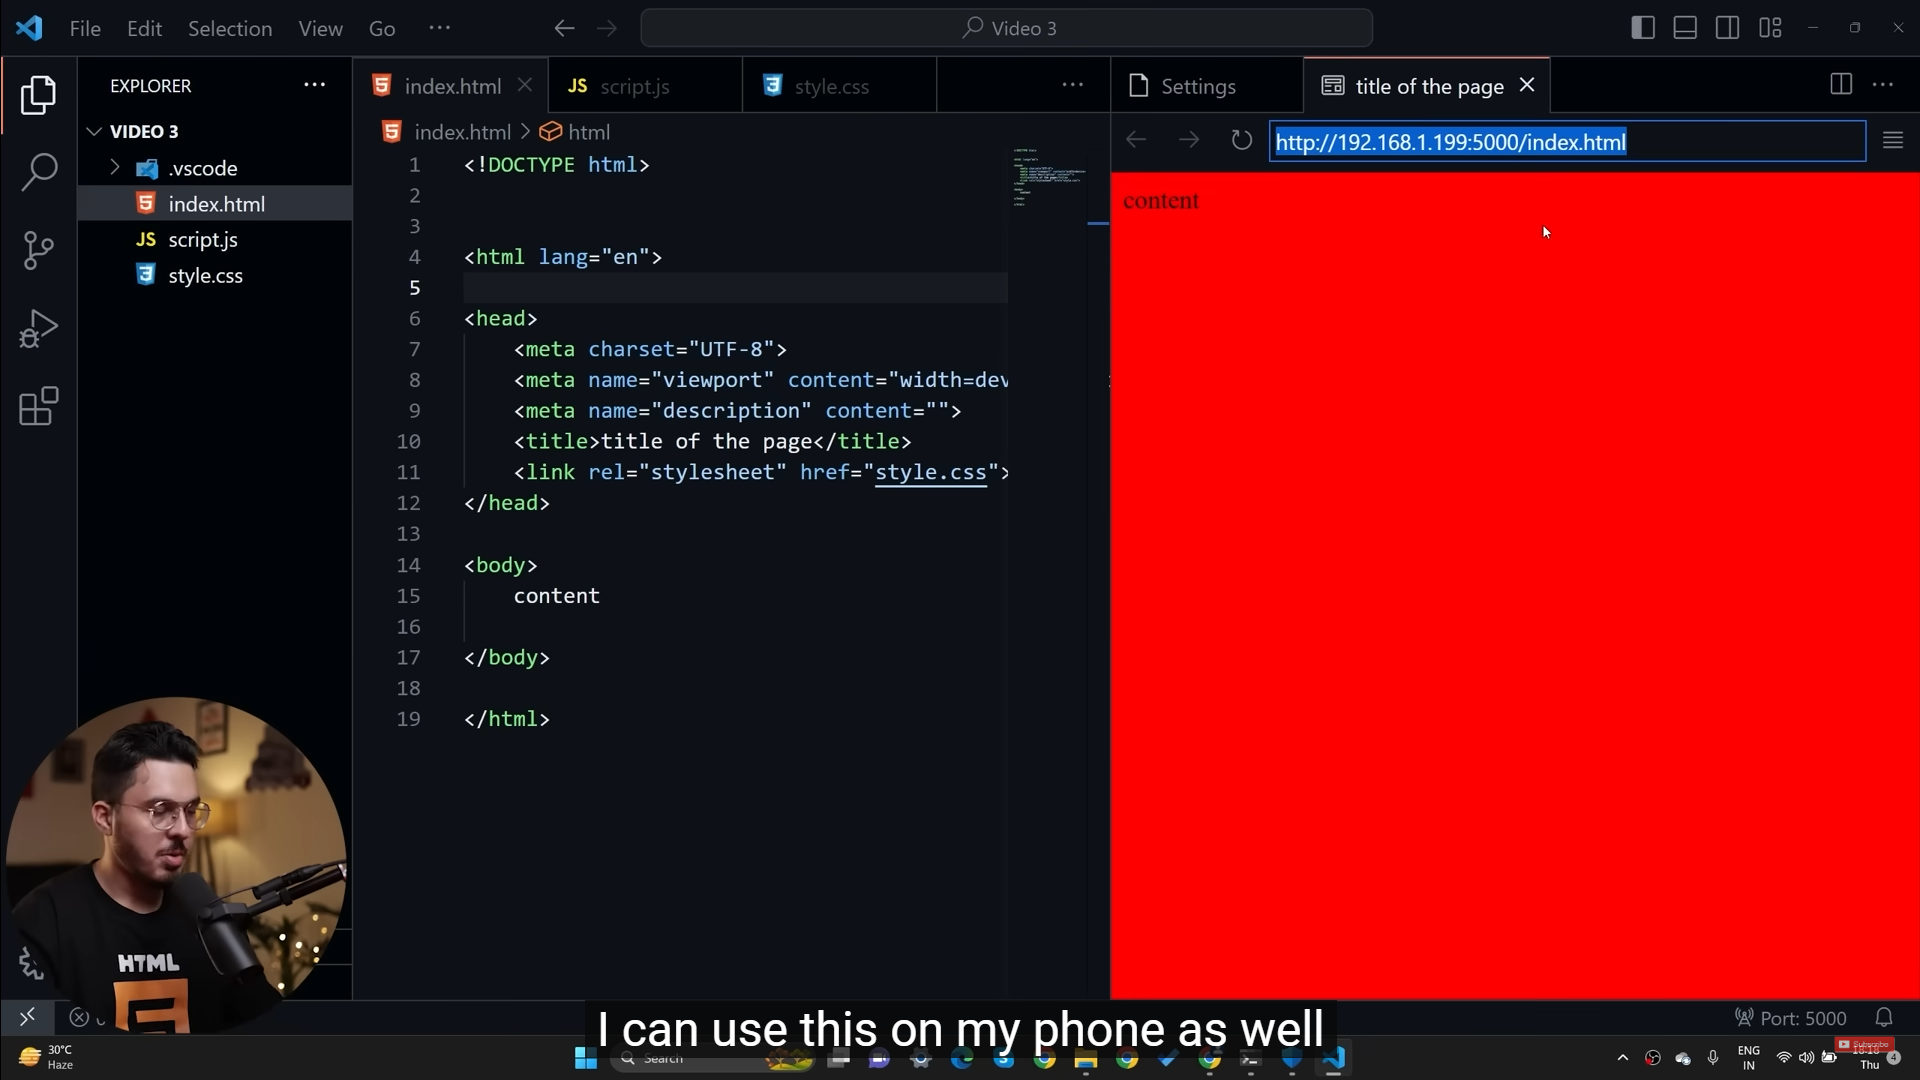 File Edit Selection View Go ··· Video 3
EXPLORER ···
VIDEO 3
.vscode
index.html
script.js
style.css
index.html JS script.js style.css ···
index.html > html
1 <!DOCTYPE html>
2
3
4 <html lang="en">
5
6 <head>
7 <meta charset="UTF-8">
8 <meta name="viewport" content="width=dev
9 <meta name="description" content="">
10 <title>title of the page</title>
11 <link rel="stylesheet" href="style.css">
12 </head>
13
14 <body>
15 content
16
17 </body>
18
19 </html>
Settings title of the page
http://192.168.1.199:5000/index.html
content
HTML
Port: 5000
I can use this on my phone as well
30°C
Haze
Search
ENG
IN
Subscribe
Thu
4